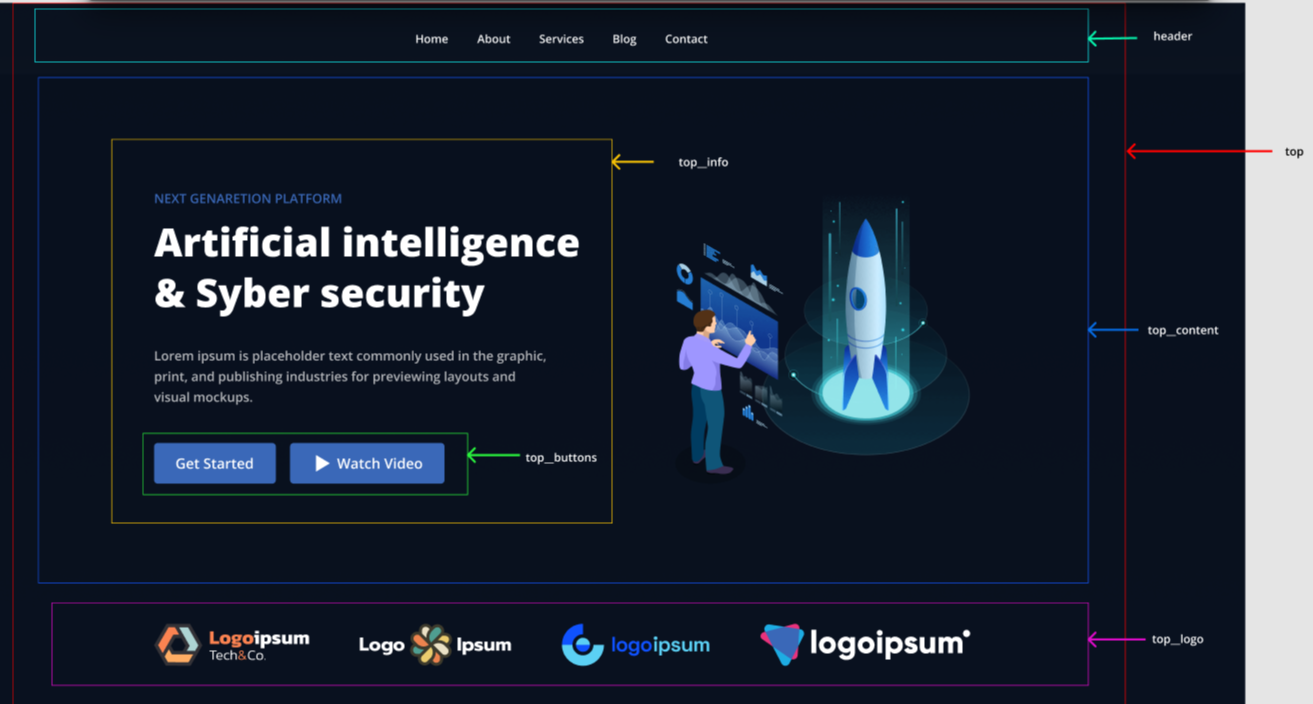 Home About Services Blog Contact
header
top
top__info
NEXT GENARETION PLATFORM
Artificial intelligence
& Syber security
top__content
Lorem ipsum is placeholder text commonly used in the graphic,
print, and publishing industries for previewing layouts and
visual mockups.
Get Started Watch Video
top__buttons
Logoipsum
Tech&Co.
Logo Ipsum
logoipsum
logoipsum
top__logo